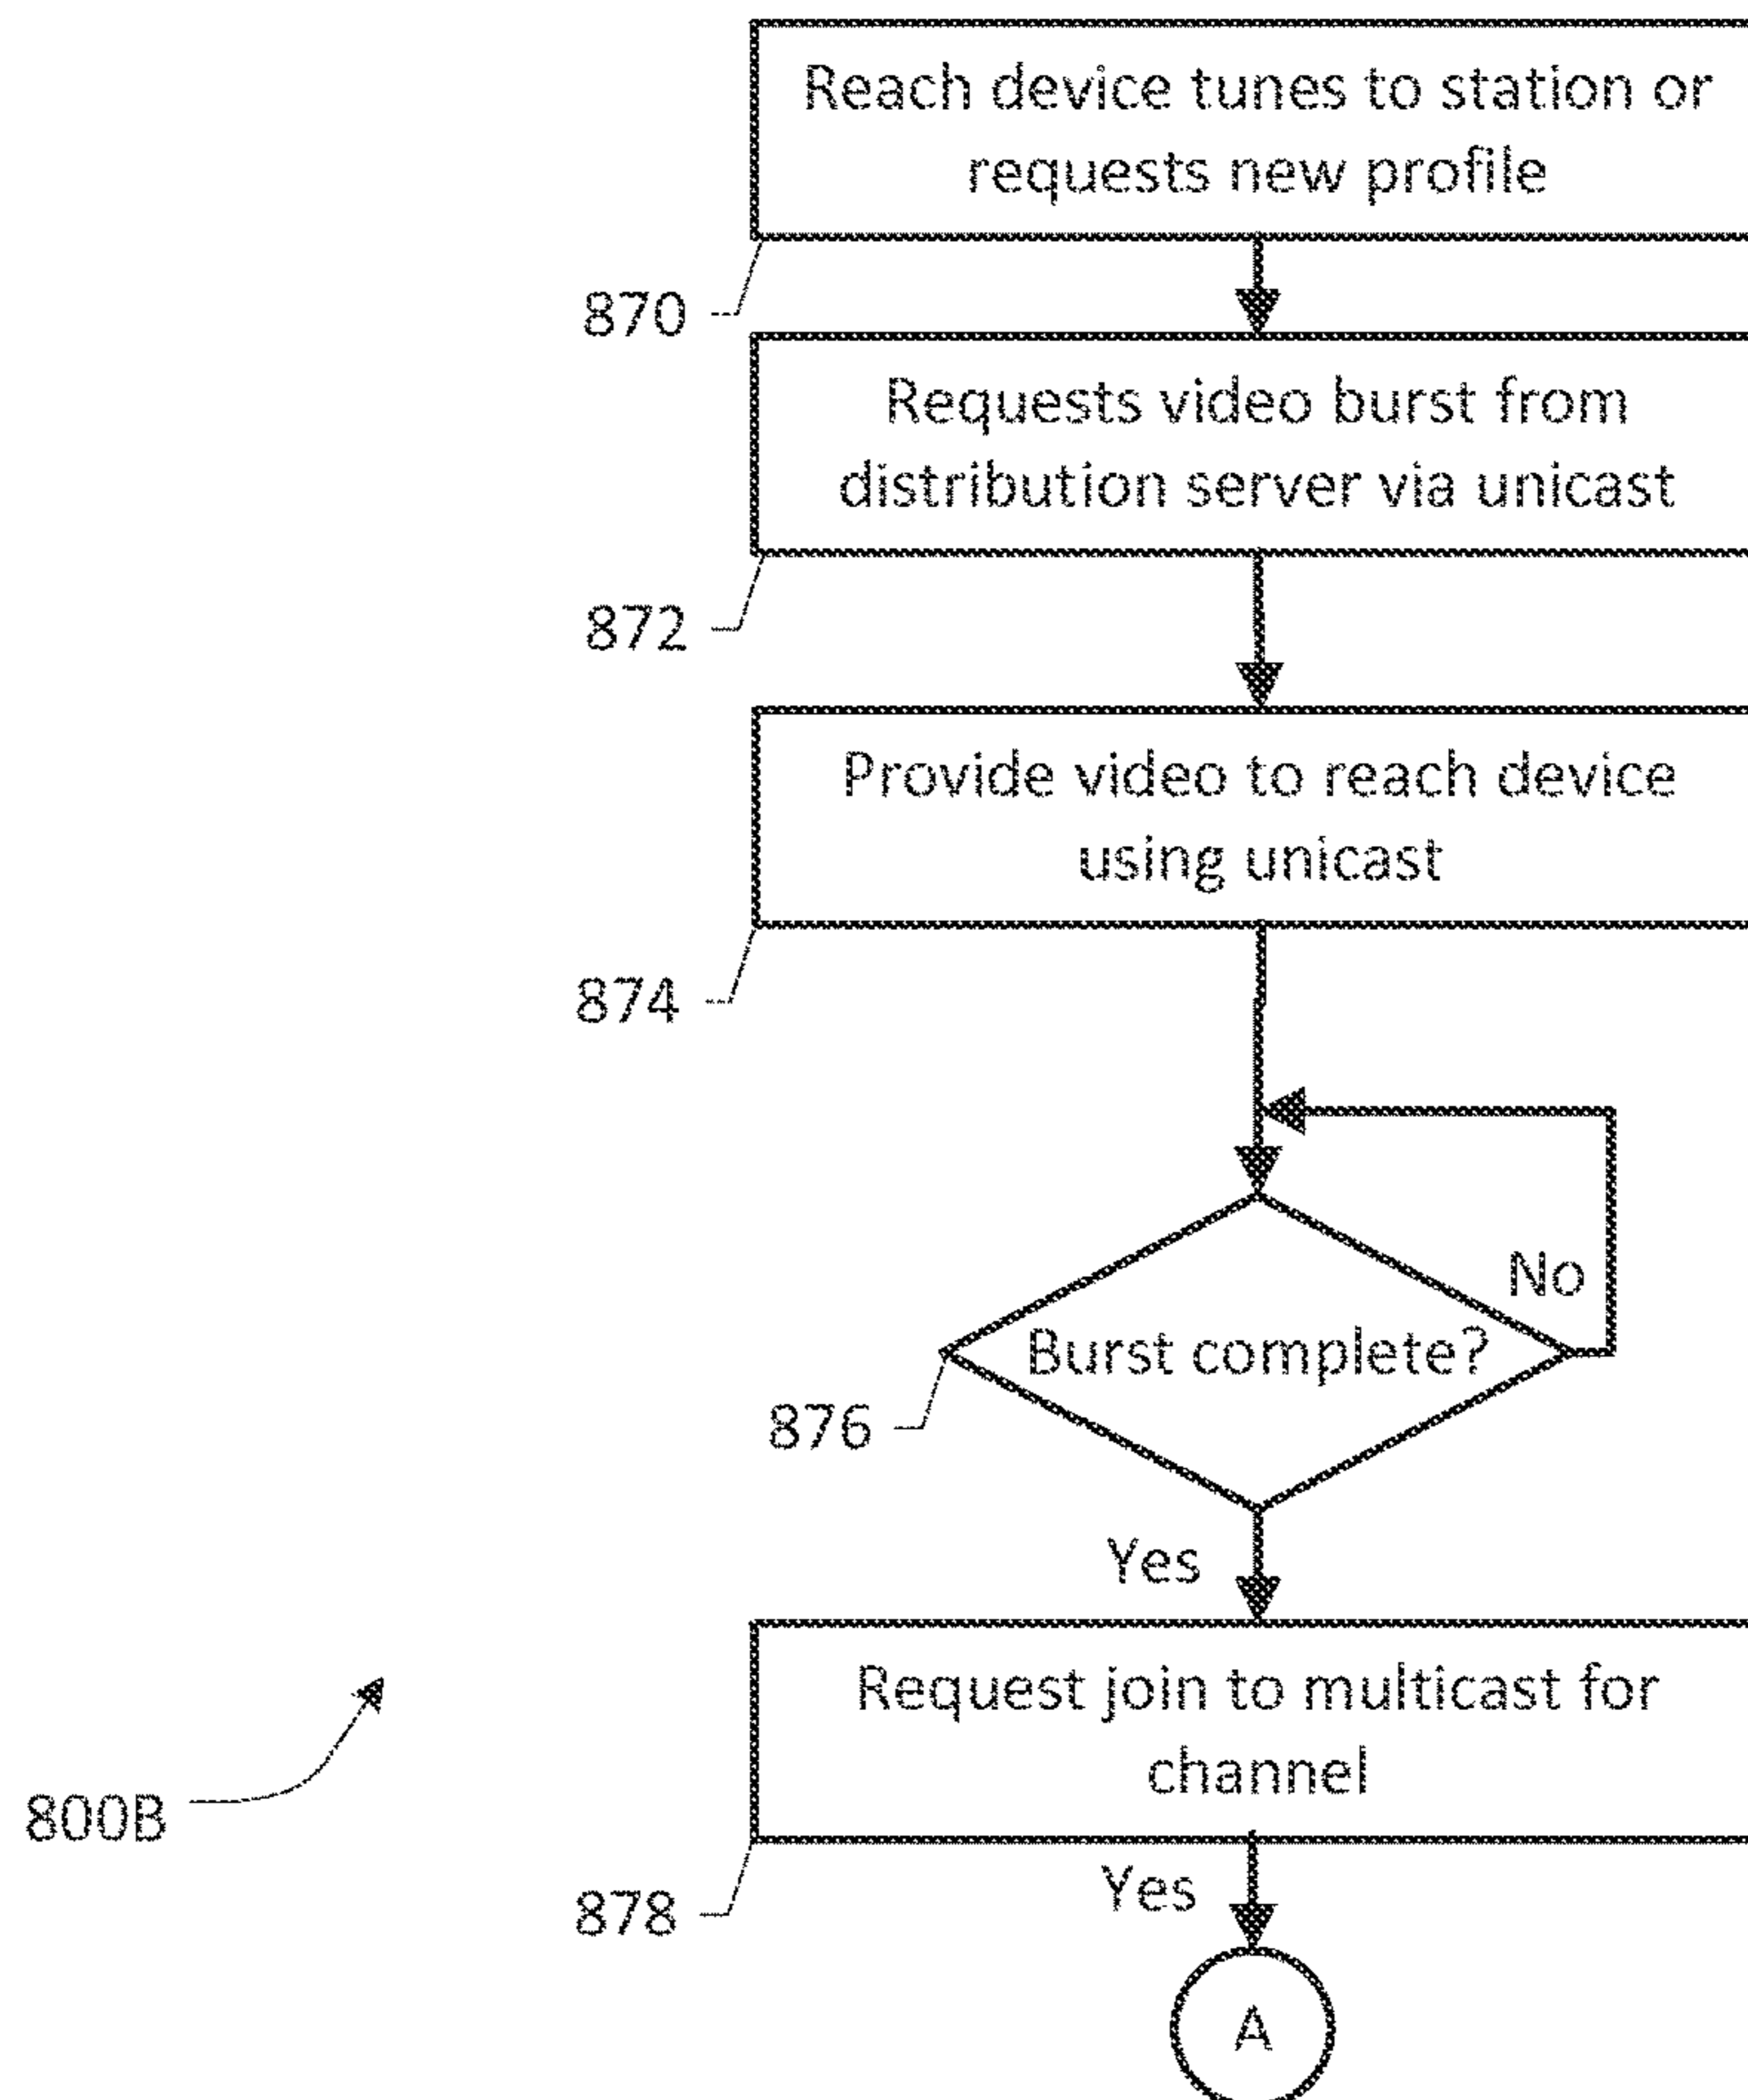 Reach device tunes to station or
requests new profile
870
Requests video burst from
distribution server via unicast
872
Provide video to reach device
using unicast
874
No
Burst complete?
876
Yes
Request join to multicast for
channel
800B
878
Yes
A